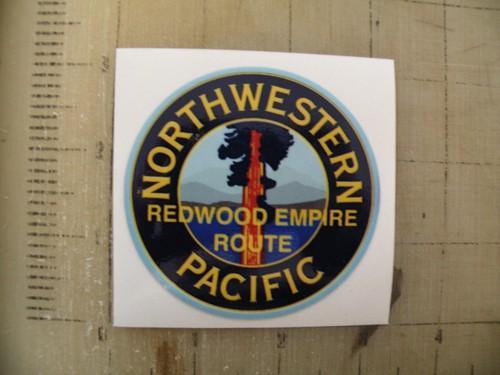 NORTHWESTERN
REDWOOD EMPIRE
ROUTE
PACIFIC